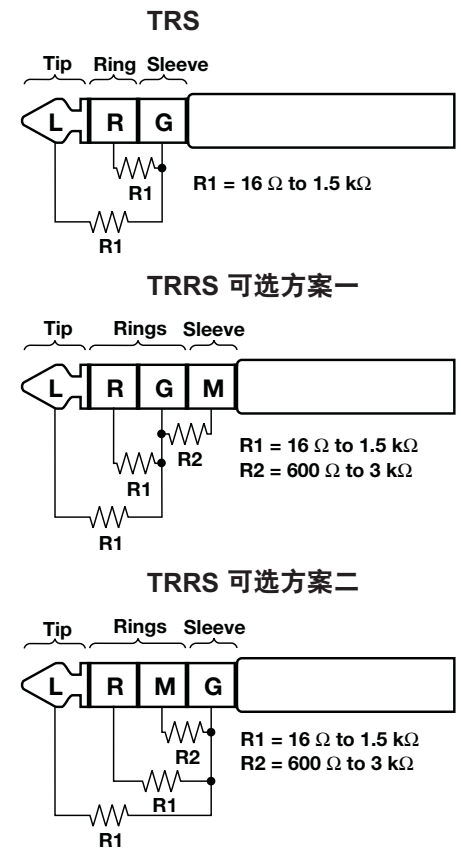 TRS
Tip Ring Sleeve
L R G
R1
R1 = 16 Ω to 1.5 kΩ
R1
TRRS 可选方案一
Tip Rings Sleeve
L R G M
R2
R1 = 16 Ω to 1.5 kΩ
R2 = 600 Ω to 3 kΩ
R1
R1
TRRS 可选方案二
Tip Rings Sleeve
L R M G
R2
R1 = 16 Ω to 1.5 kΩ
R2 = 600 Ω to 3 kΩ
R1
R1